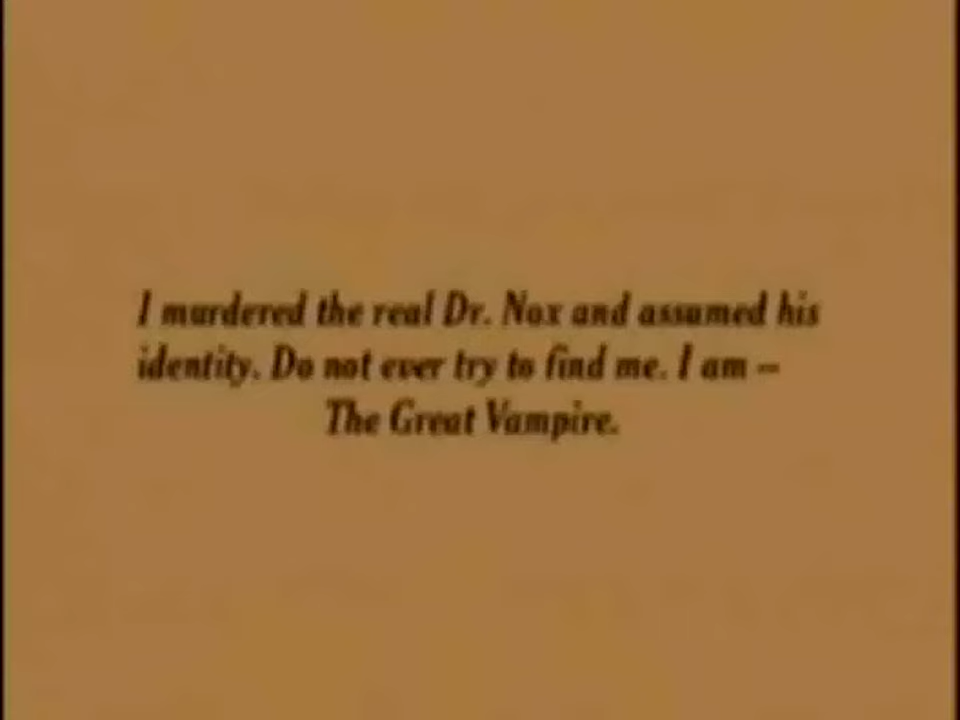 I murdered the real Dr. Nox and assumed his
identity. Do not ever try to find me. I am –
The Great Vampire.